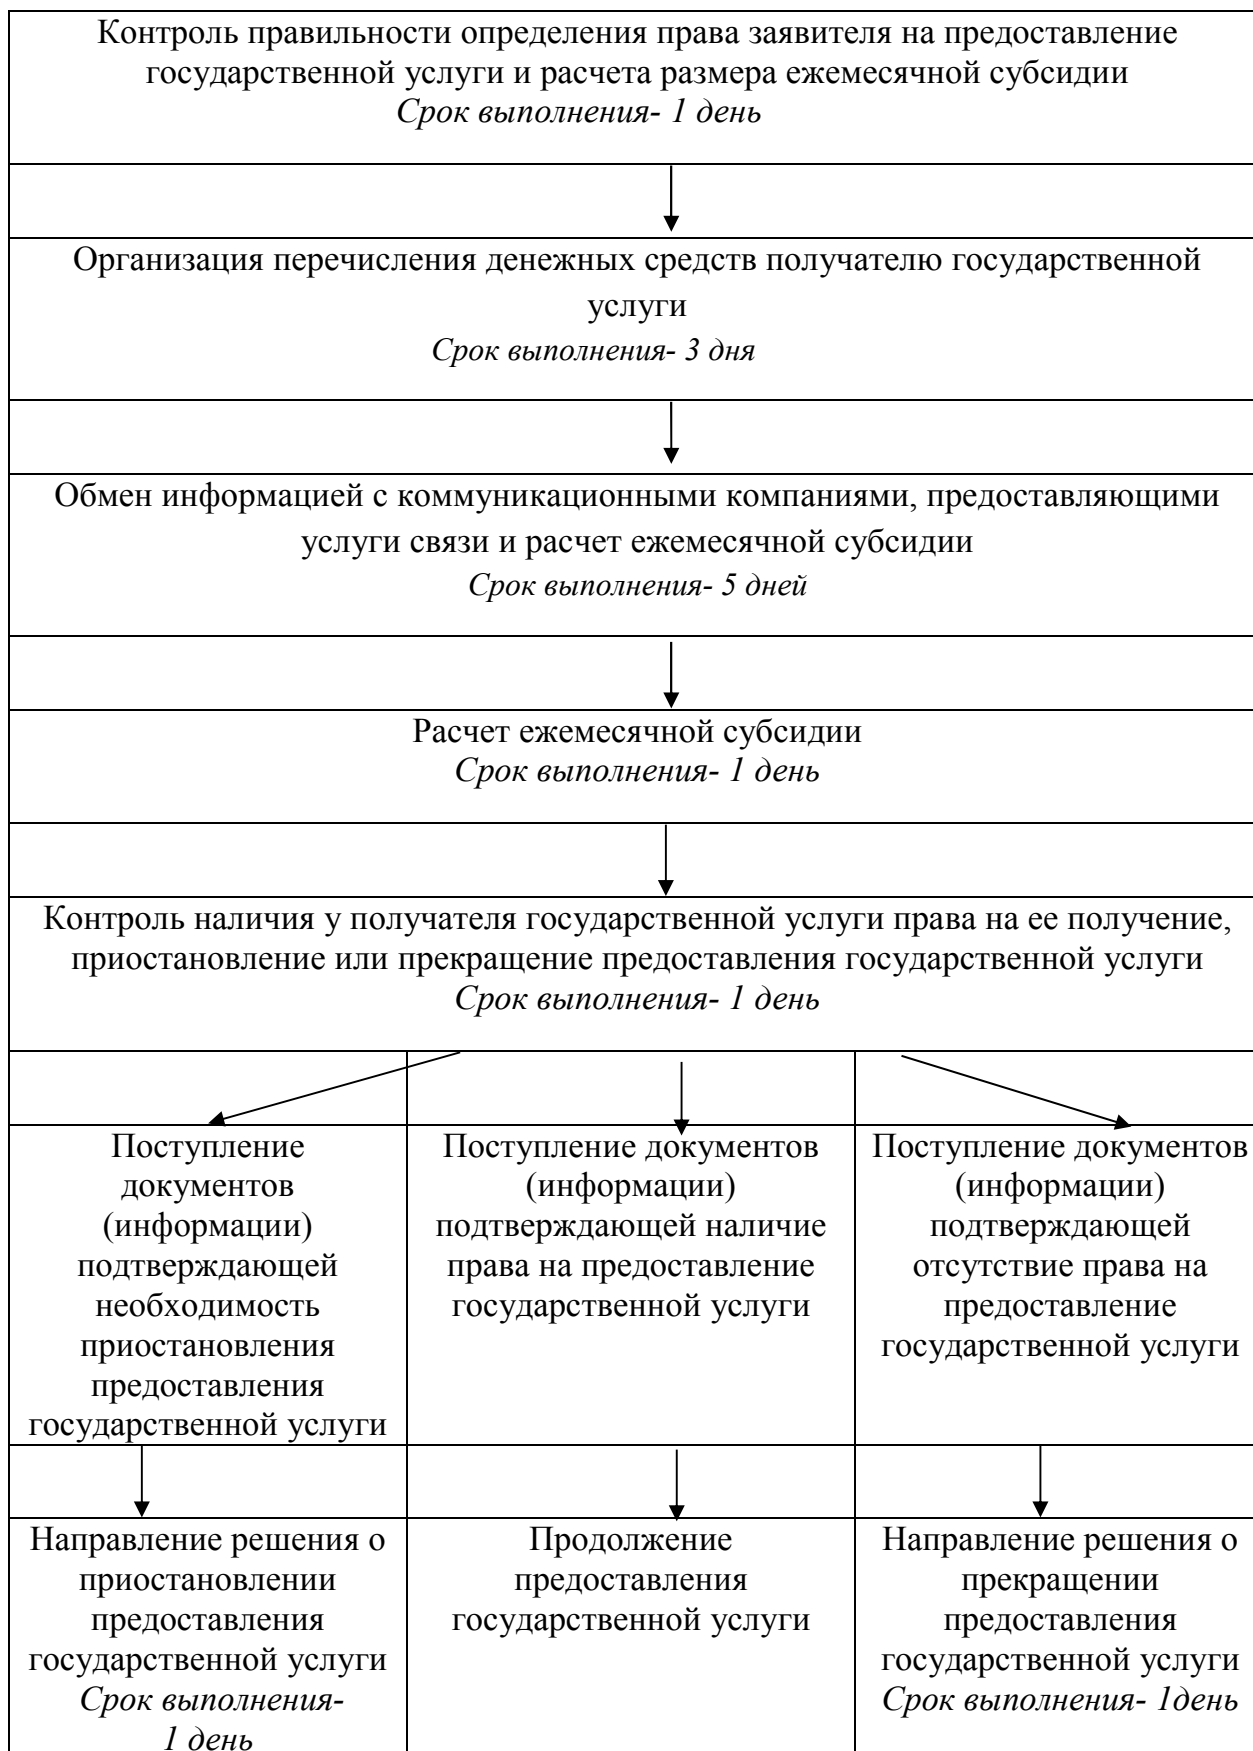 Контроль правильности определения права заявителя на предоставление
государственной услуги и расчета размера ежемесячной субсидии
Срок выполнения- 1 день
Организация перечисления денежных средств получателю государственной
услуги
Срок выполнения- 3 дня
Обмен информацией с коммуникационными компаниями, предоставляющими
услуги связи и расчет ежемесячной субсидии
Срок выполнения- 5 дней
Расчет ежемесячной субсидии
Срок выполнения- 1 день
Контроль наличия у получателя государственной услуги права на ее получение,
приостановление или прекращение предоставления государственной услуги
Срок выполнения- 1 день
Поступление
документов
(информации)
подтверждающей
необходимость
приостановления
предоставления
государственной услуги
Поступление документов
(информации)
подтверждающей наличие
права на предоставление
государственной услуги
Поступление документов
(информации)
подтверждающей
отсутствие права на
предоставление
государственной услуги
Направление решения о
приостановлении
предоставления
государственной услуги
Срок выполнения-
1 день
Продолжение
предоставления
государственной услуги
Направление решения о
прекращении
предоставления
государственной услуги
Срок выполнения- 1день